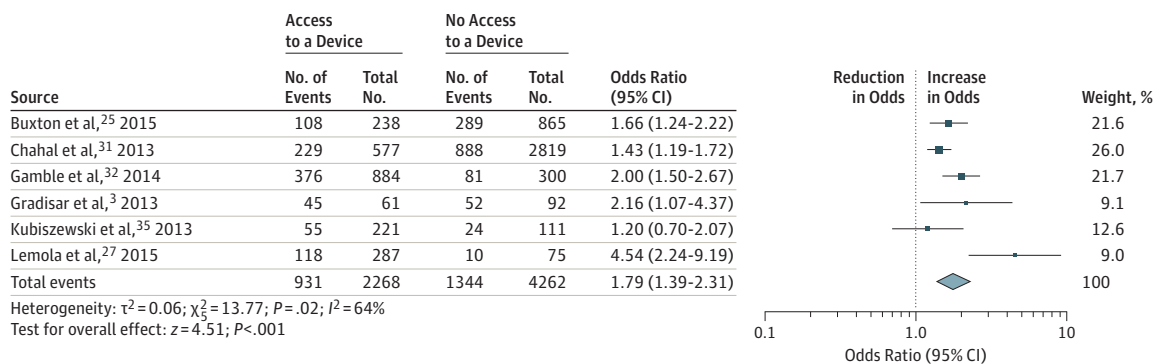 Access to a Device No Access to a Device
Source No. of Events Total No. No. of Events Total No. Odds Ratio (95% CI) Reduction in Odds Increase in Odds Weight, %
Buxton et al,25 2015 108 238 289 865 1.66 (1.24-2.22) 21.6
Chahal et al,31 2013 229 577 888 2819 1.43 (1.19-1.72) 26.0
Gamble et al,32 2014 376 884 81 300 2.00 (1.50-2.67) 21.7
Gradisar et al,3 2013 45 61 52 92 2.16 (1.07-4.37) 9.1
Kubiszewski et al,35 2013 55 221 24 111 1.20 (0.70-2.07) 12.6
Lemola et al,27 2015 118 287 10 75 4.54 (2.24-9.19) 9.0
Total events 931 2268 1344 4262 1.79 (1.39-2.31) 100
Heterogeneity: τ2=0.06; χ25=13.77; P=.02; I2=64%
Test for overall effect: z=4.51; P<.001
0.1 1.0 10
Odds Ratio (95% CI)